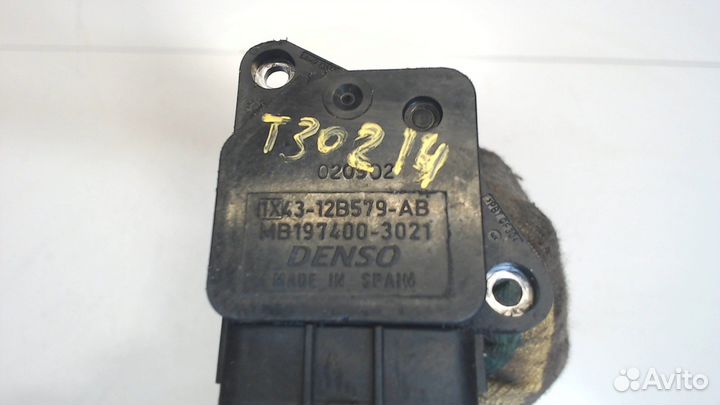 T30214
020902
1X43-12B579-AB
MB197400-3021
DENSO
MADE IN SPAIN
Avito